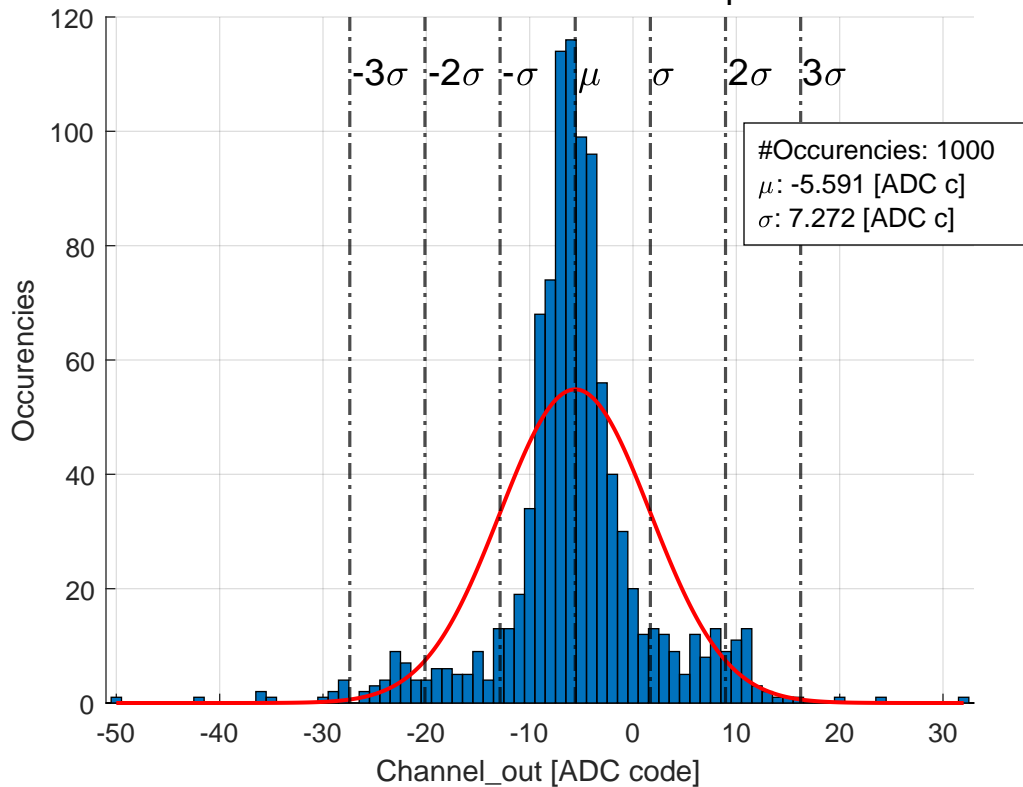 120
100
80
60
40
20
0
-3σ -2σ -σ μ σ 2σ 3σ
#Occurencies: 1000
μ: -5.591 [ADC c]
σ: 7.272 [ADC c]
Occurencies
-50 -40 -30 -20 -10 0 10 20 30
Channel_out [ADC code]